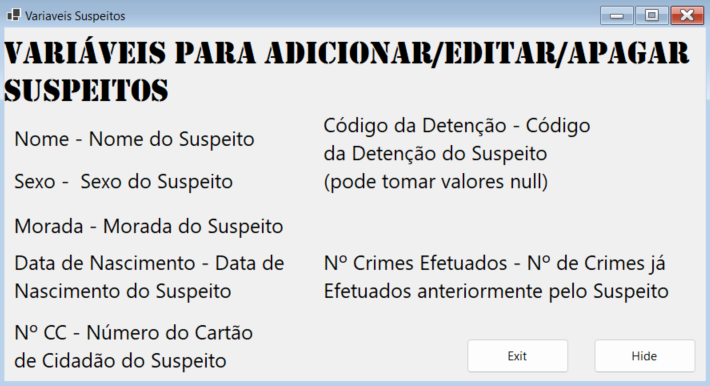 Variaveis Suspeitos
VARIÁVEIS PARA ADICIONAR/EDITAR/APAGAR
SUSPEITOS
Nome - Nome do Suspeito
Sexo -  Sexo do Suspeito
Morada - Morada do Suspeito
Data de Nascimento - Data de
Nascimento do Suspeito
Nº CC - Número do Cartão
de Cidadão do Suspeito
Código da Detenção - Código
da Detenção do Suspeito
(pode tomar valores null)
Nº Crimes Efetuados - Nº de Crimes já
Efetuados anteriormente pelo Suspeito
Exit
Hide